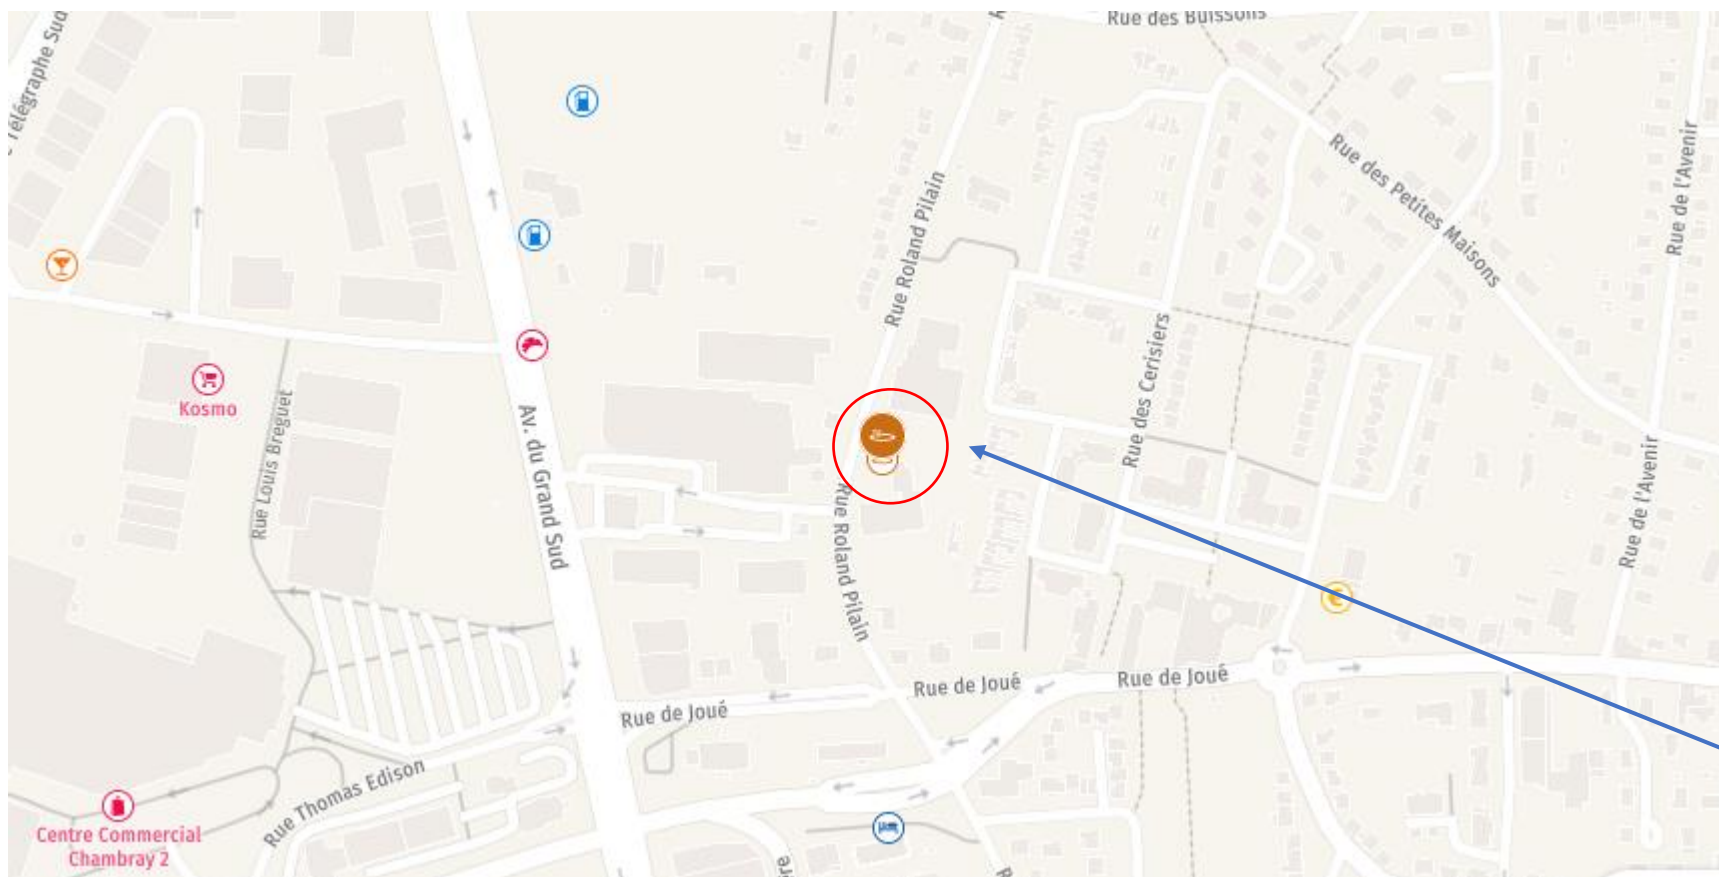 Rue des Buissons
Télégraphe Sud
Rue des Petites Maisons
Rue de l'Avenir
Rue Roland Pilain
Rue des Cerisiers
Kosmo
Rue Louis Breguet
Av. du Grand Sud
Rue Roland Pilain
Rue de l'Avenir
Rue de Joué
Rue de Joué
Rue de Joué
Rue Thomas Edison
Centre Commercial
Chambray 2